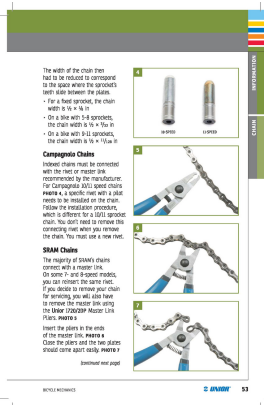 The width of the chain then
had to be reduced to correspond
to the space where the sprocket's
teeth slide between the plates.
• For a fixed sprocket, the chain
width is ½ × ⅛ in
• On a bike with 5-8 sprockets,
the chain width is ½ × ³/₃₂ in
• On a bike with 9-11 sprockets,
the chain width is ½ × ¹¹/₁₂₈ in
Campagnolo Chains
Indexed chains must be connected
with the rivet or master link
recommended by the manufacturer.
For Campagnolo 10/11 speed chains
PHOTO 4, a specific rivet with a pilot
needs to be installed on the chain.
Follow the installation procedure,
which is different for a 10/11 sprocket
chain. You don't need to remove this
connecting rivet when you remove
the chain. You must use a new rivet.
SRAM Chains
The majority of SRAM's chains
connect with a master link.
On some 7- and 8-speed models,
you can reinsert the same rivet.
If you decide to remove your chain
for servicing, you will also have
to remove the master link using
the Unior 1720/2DP Master Link
Pliers. PHOTO 5
Insert the pliers in the ends
of the master link. PHOTO 6
Close the pliers and the two plates
should come apart easily. PHOTO 7
(continued next page)
4
10-SPEED
11-SPEED
5
6
7
INFORMATION
CHAIN
BICYCLE MECHANICS
UNIOR
53